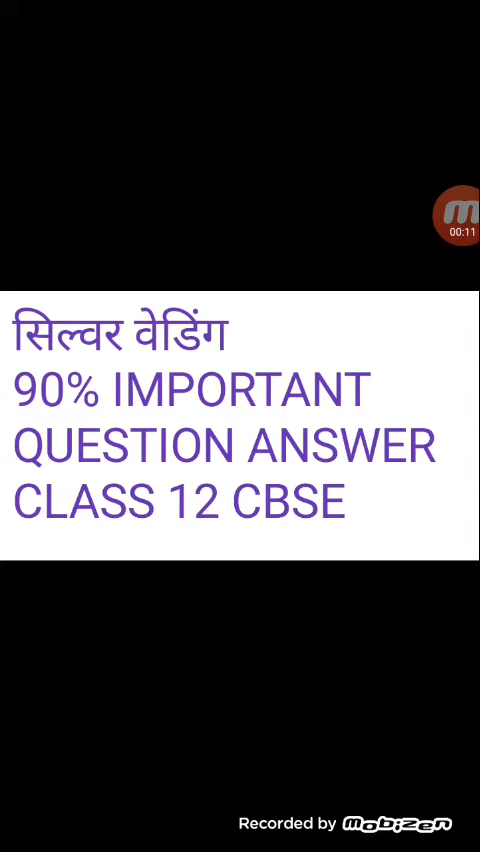 00:11
सिल्वर वेडिंग
90% IMPORTANT
QUESTION ANSWER
CLASS 12 CBSE
Recorded by mobizen